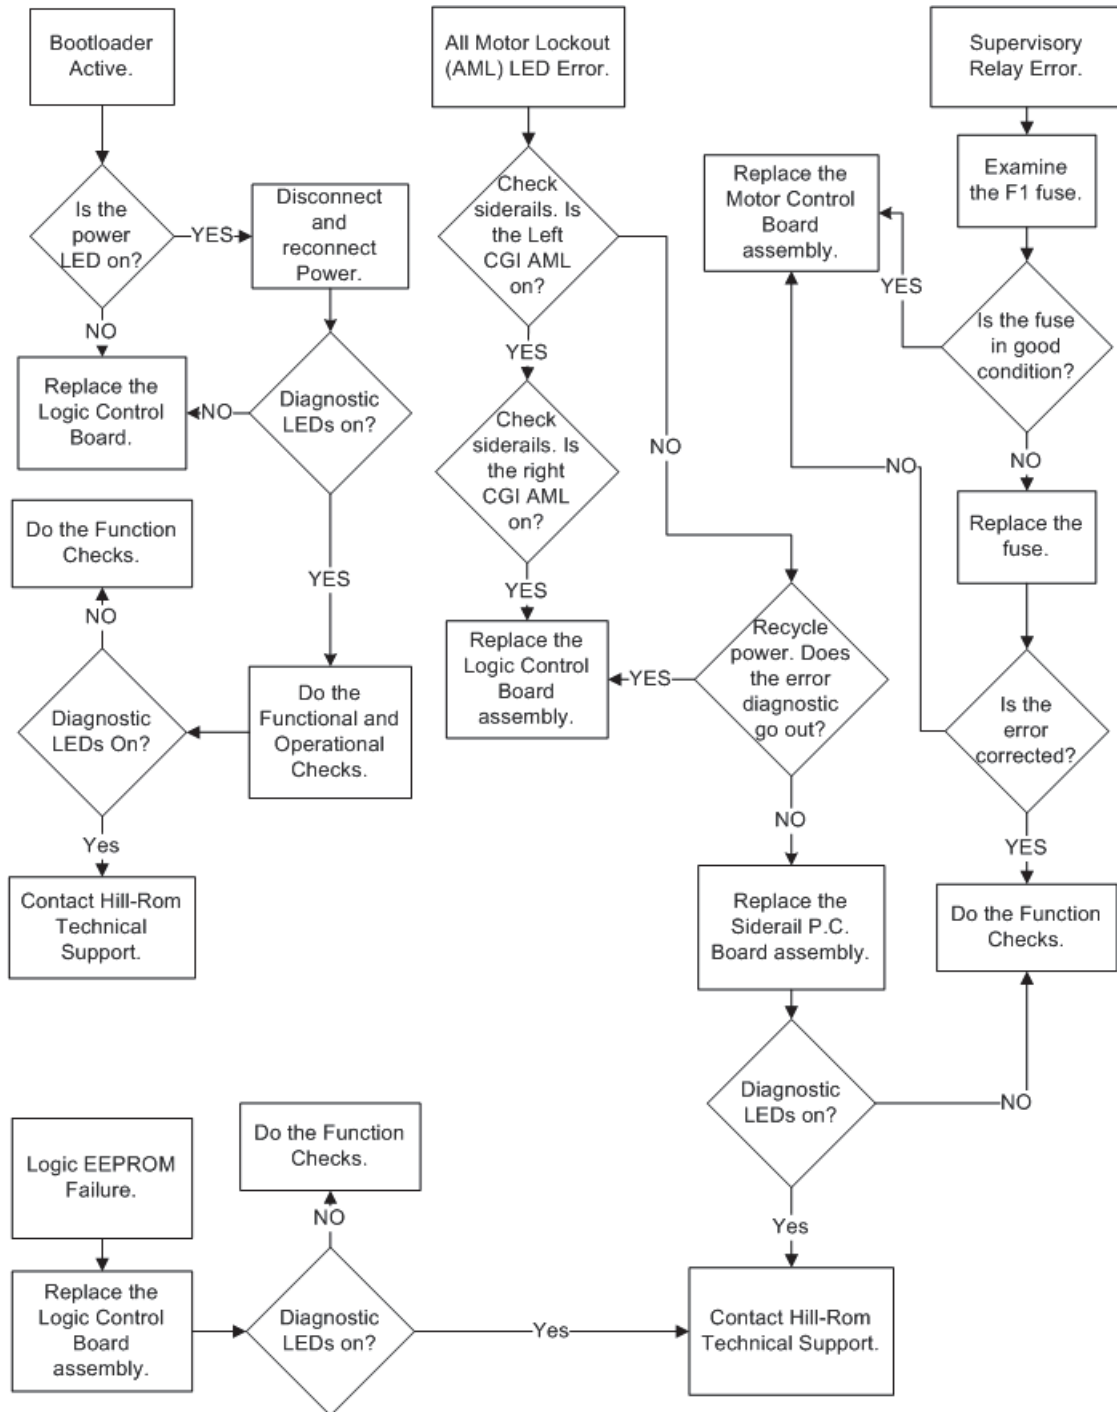 Bootloader
Active.
Is the
power
LED on?
YES
Disconnect
and
reconnect
Power.
NO
Replace the
Logic Control
Board.
NO
Diagnostic
LEDs on?
YES
Do the Function
Checks.
NO
Diagnostic
LEDs On?
Do the
Functional and
Operational
Checks.
Yes
Contact Hill-Rom
Technical
Support.
All Motor Lockout
(AML) LED Error.
Check
siderails. Is
the Left
CGI AML
on?
YES
Check
siderails. Is
the right
CGI AML
on?
NO
YES
Replace the
Logic Control
Board
assembly.
YES
Recycle
power. Does
the error
diagnostic
go out?
NO
Replace the
Siderail P.C.
Board assembly.
Diagnostic
LEDs on?
NO
Yes
Contact Hill-Rom
Technical Support.
Supervisory
Relay Error.
Examine
the F1 fuse.
Replace the
Motor Control
Board
assembly.
YES
Is the fuse
in good
condition?
NO
NO
Replace the
fuse.
Is the
error
corrected?
YES
Do the Function
Checks.
Logic EEPROM
Failure.
Replace the
Logic Control
Board
assembly.
Do the Function
Checks.
NO
Diagnostic
LEDs on?
Yes